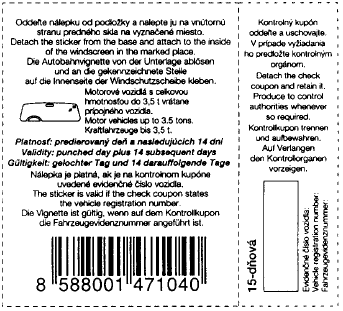 Oddeľte nálepku od podložky a nalepte ju na vnútornú
stranu predného skla na vyznačené miesto.
Detach the sticker from the base and attach to the inside
of the windscreen in the marked place.
Die Autobahnvignette von der Unterlage ablösen
und an die gekennzeichnete Stelle
auf die Innenseite der Windschutzscheibe kleben.
Motorové vozidlá s celkovou
hmotnosťou do 3,5 t vrátane
prípojného vozidla.
Motor vehicles up to 3.5 tons.
Kraftfahrzeuge bis 3,5 t.
Platnosť: predierovaný deň a nasledujúcich 14 dní
Validity: punched day plus 14 subsequent days
Gültigkeit: gelochter Tag und 14 darauffolgende Tage
Nálepka je platná, ak je na kontrolnom kupóne
uvedené evidenčné číslo vozidla.
The sticker is valid if the check coupon states
the vehicle registration number.
Die Vignette ist gültig, wenn auf dem Kontrollkupon
die Fahrzeugevidenznummer angeführt ist.
8 588001 471040
Kontrolný kupón
oddeľte a uschovajte.
V prípade vyžiadania
ho predložte kontrolným
orgánom.
Detach the check
coupon and retain it.
Produce to control
authorities whenever
so required.
Kontrollkupon trennen
und aufbewahren.
Auf Verlangen
den Kontrollorganen
vorzeigen.
15-dňová
Evidenčné číslo vozidla:
Vehicle registration number:
Fahrzeugevidenznummer: